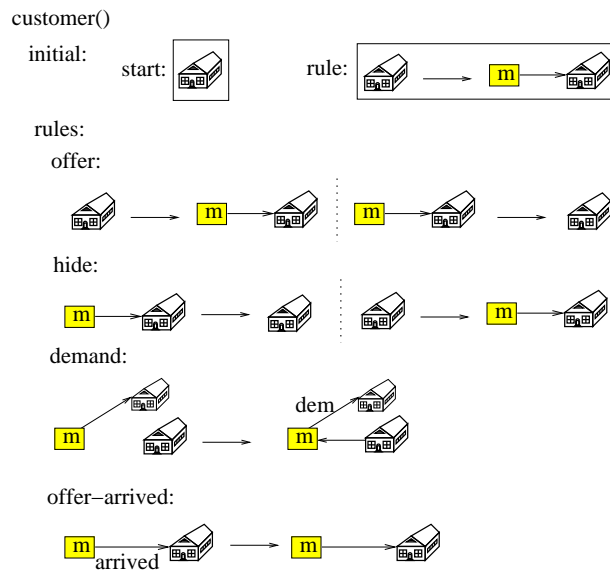 customer()
initial:
start:
rule:
m
rules:
offer:
m
m
hide:
m
m
demand:
m
dem
m
offer−arrived:
m
arrived
m